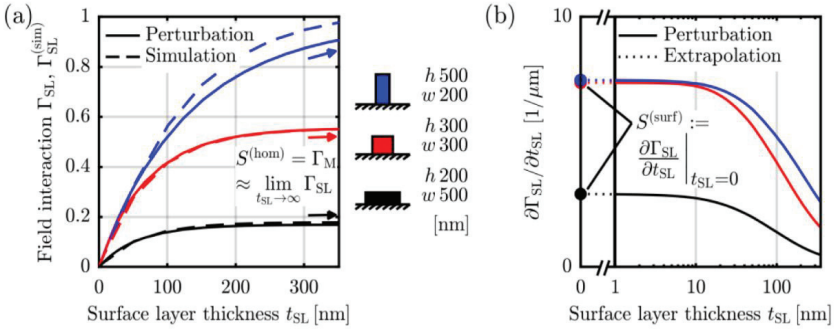 (a)
Field interaction Γ_SL, Γ_SL^(sim)
1
0.8
0.6
0.4
0.2
0
0
100
200
300
Surface layer thickness t_SL [nm]
Perturbation
Simulation
S^(hom) = Γ_M
≈ lim Γ_SL
t_SL→∞
h 500
w 200
h 300
w 300
h 200
w 500
[nm]
(b)
∂Γ_SL/∂t_SL [1/μm]
10
0
0
1
10
100
Surface layer thickness t_SL [nm]
Perturbation
Extrapolation
S^(surf) :=
∂Γ_SL
∂t_SL
t_SL=0